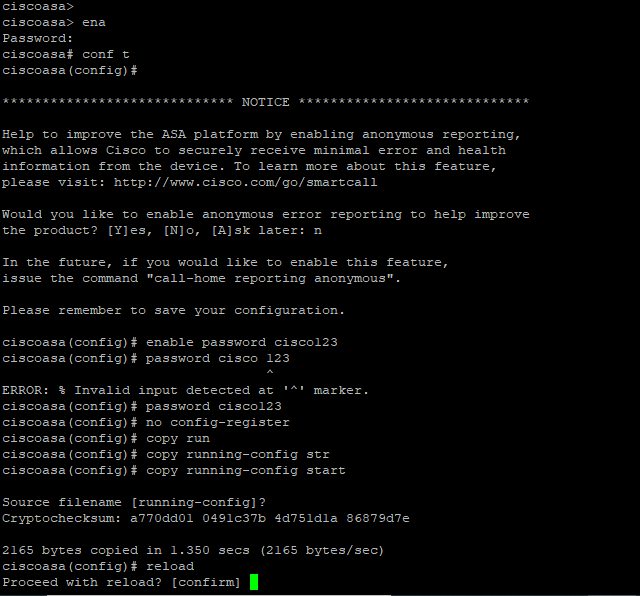 ciscoasa>
ciscoasa> ena
Password:
ciscoasa# conf t
ciscoasa(config)#
***************************** NOTICE *****************************
Help to improve the ASA platform by enabling anonymous reporting,
which allows Cisco to securely receive minimal error and health
information from the device. To learn more about this feature,
please visit: http://www.cisco.com/go/smartcall
Would you like to enable anonymous error reporting to help improve
the product? [Y]es, [N]o, [A]sk later: n
In the future, if you would like to enable this feature,
issue the command "call-home reporting anonymous".
Please remember to save your configuration.
ciscoasa(config)# enable password cisco123
ciscoasa(config)# password cisco 123
^
ERROR: % Invalid input detected at '^' marker.
ciscoasa(config)# password cisco123
ciscoasa(config)# no config-register
ciscoasa(config)# copy run
ciscoasa(config)# copy running-config str
ciscoasa(config)# copy running-config start
Source filename [running-config]?
Cryptochecksum: a770dd01 0491c37b 4d751d1a 86879d7e
2165 bytes copied in 1.350 secs (2165 bytes/sec)
ciscoasa(config)# reload
Proceed with reload? [confirm]